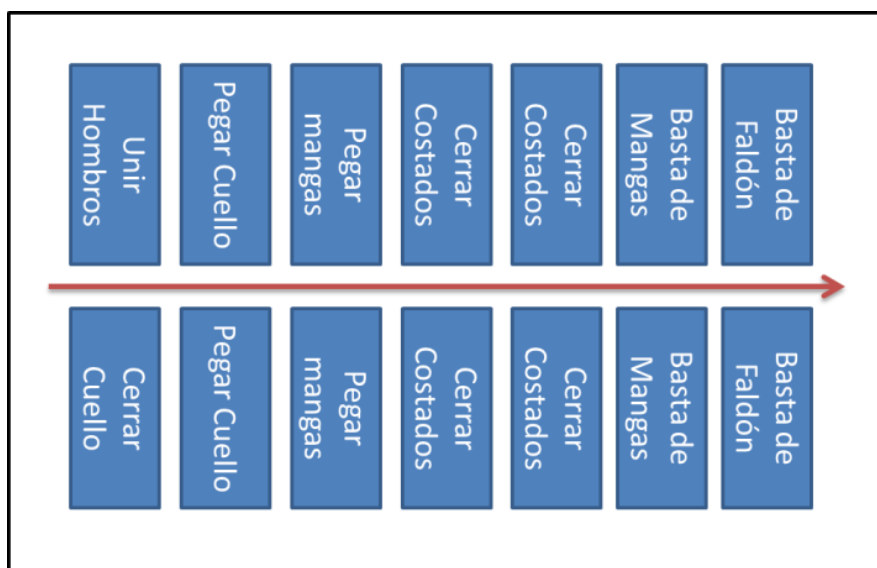 Unir
Hombros
Pegar Cuello
Pegar
mangas
Cerrar
Costados
Cerrar
Costados
Basta de
Mangas
Basta de
Faldón
Cerrar
Cuello
Pegar Cuello
Pegar
mangas
Cerrar
Costados
Cerrar
Costados
Basta de
Mangas
Basta de
Faldón